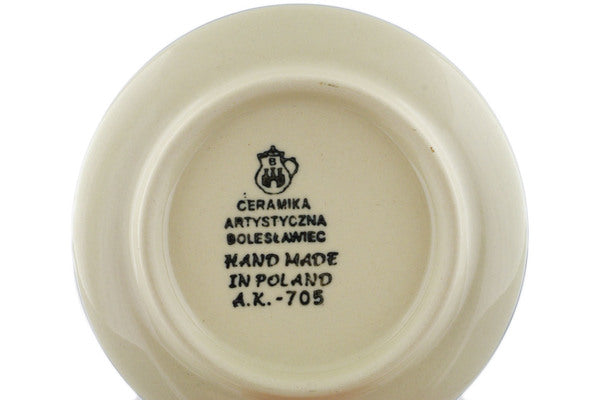 B
CERAMIKA
ARTYSTYCZNA
BOLESŁAWIEC
HAND MADE
IN POLAND
A.K.-705